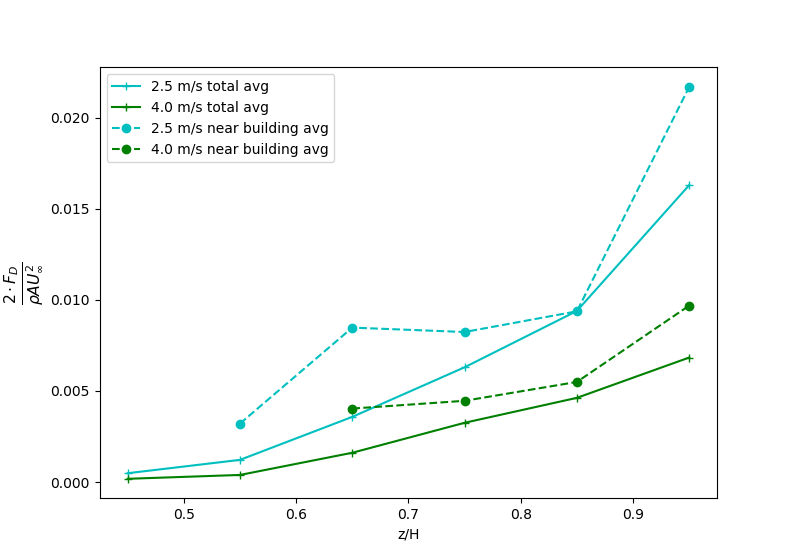 2.5 m/s total avg
4.0 m/s total avg
2.5 m/s near building avg
4.0 m/s near building avg
0.020
0.015
0.010
0.005
0.000
2 · F_D
ρAU_∞^2
0.5 0.6 0.7 0.8 0.9
z/H